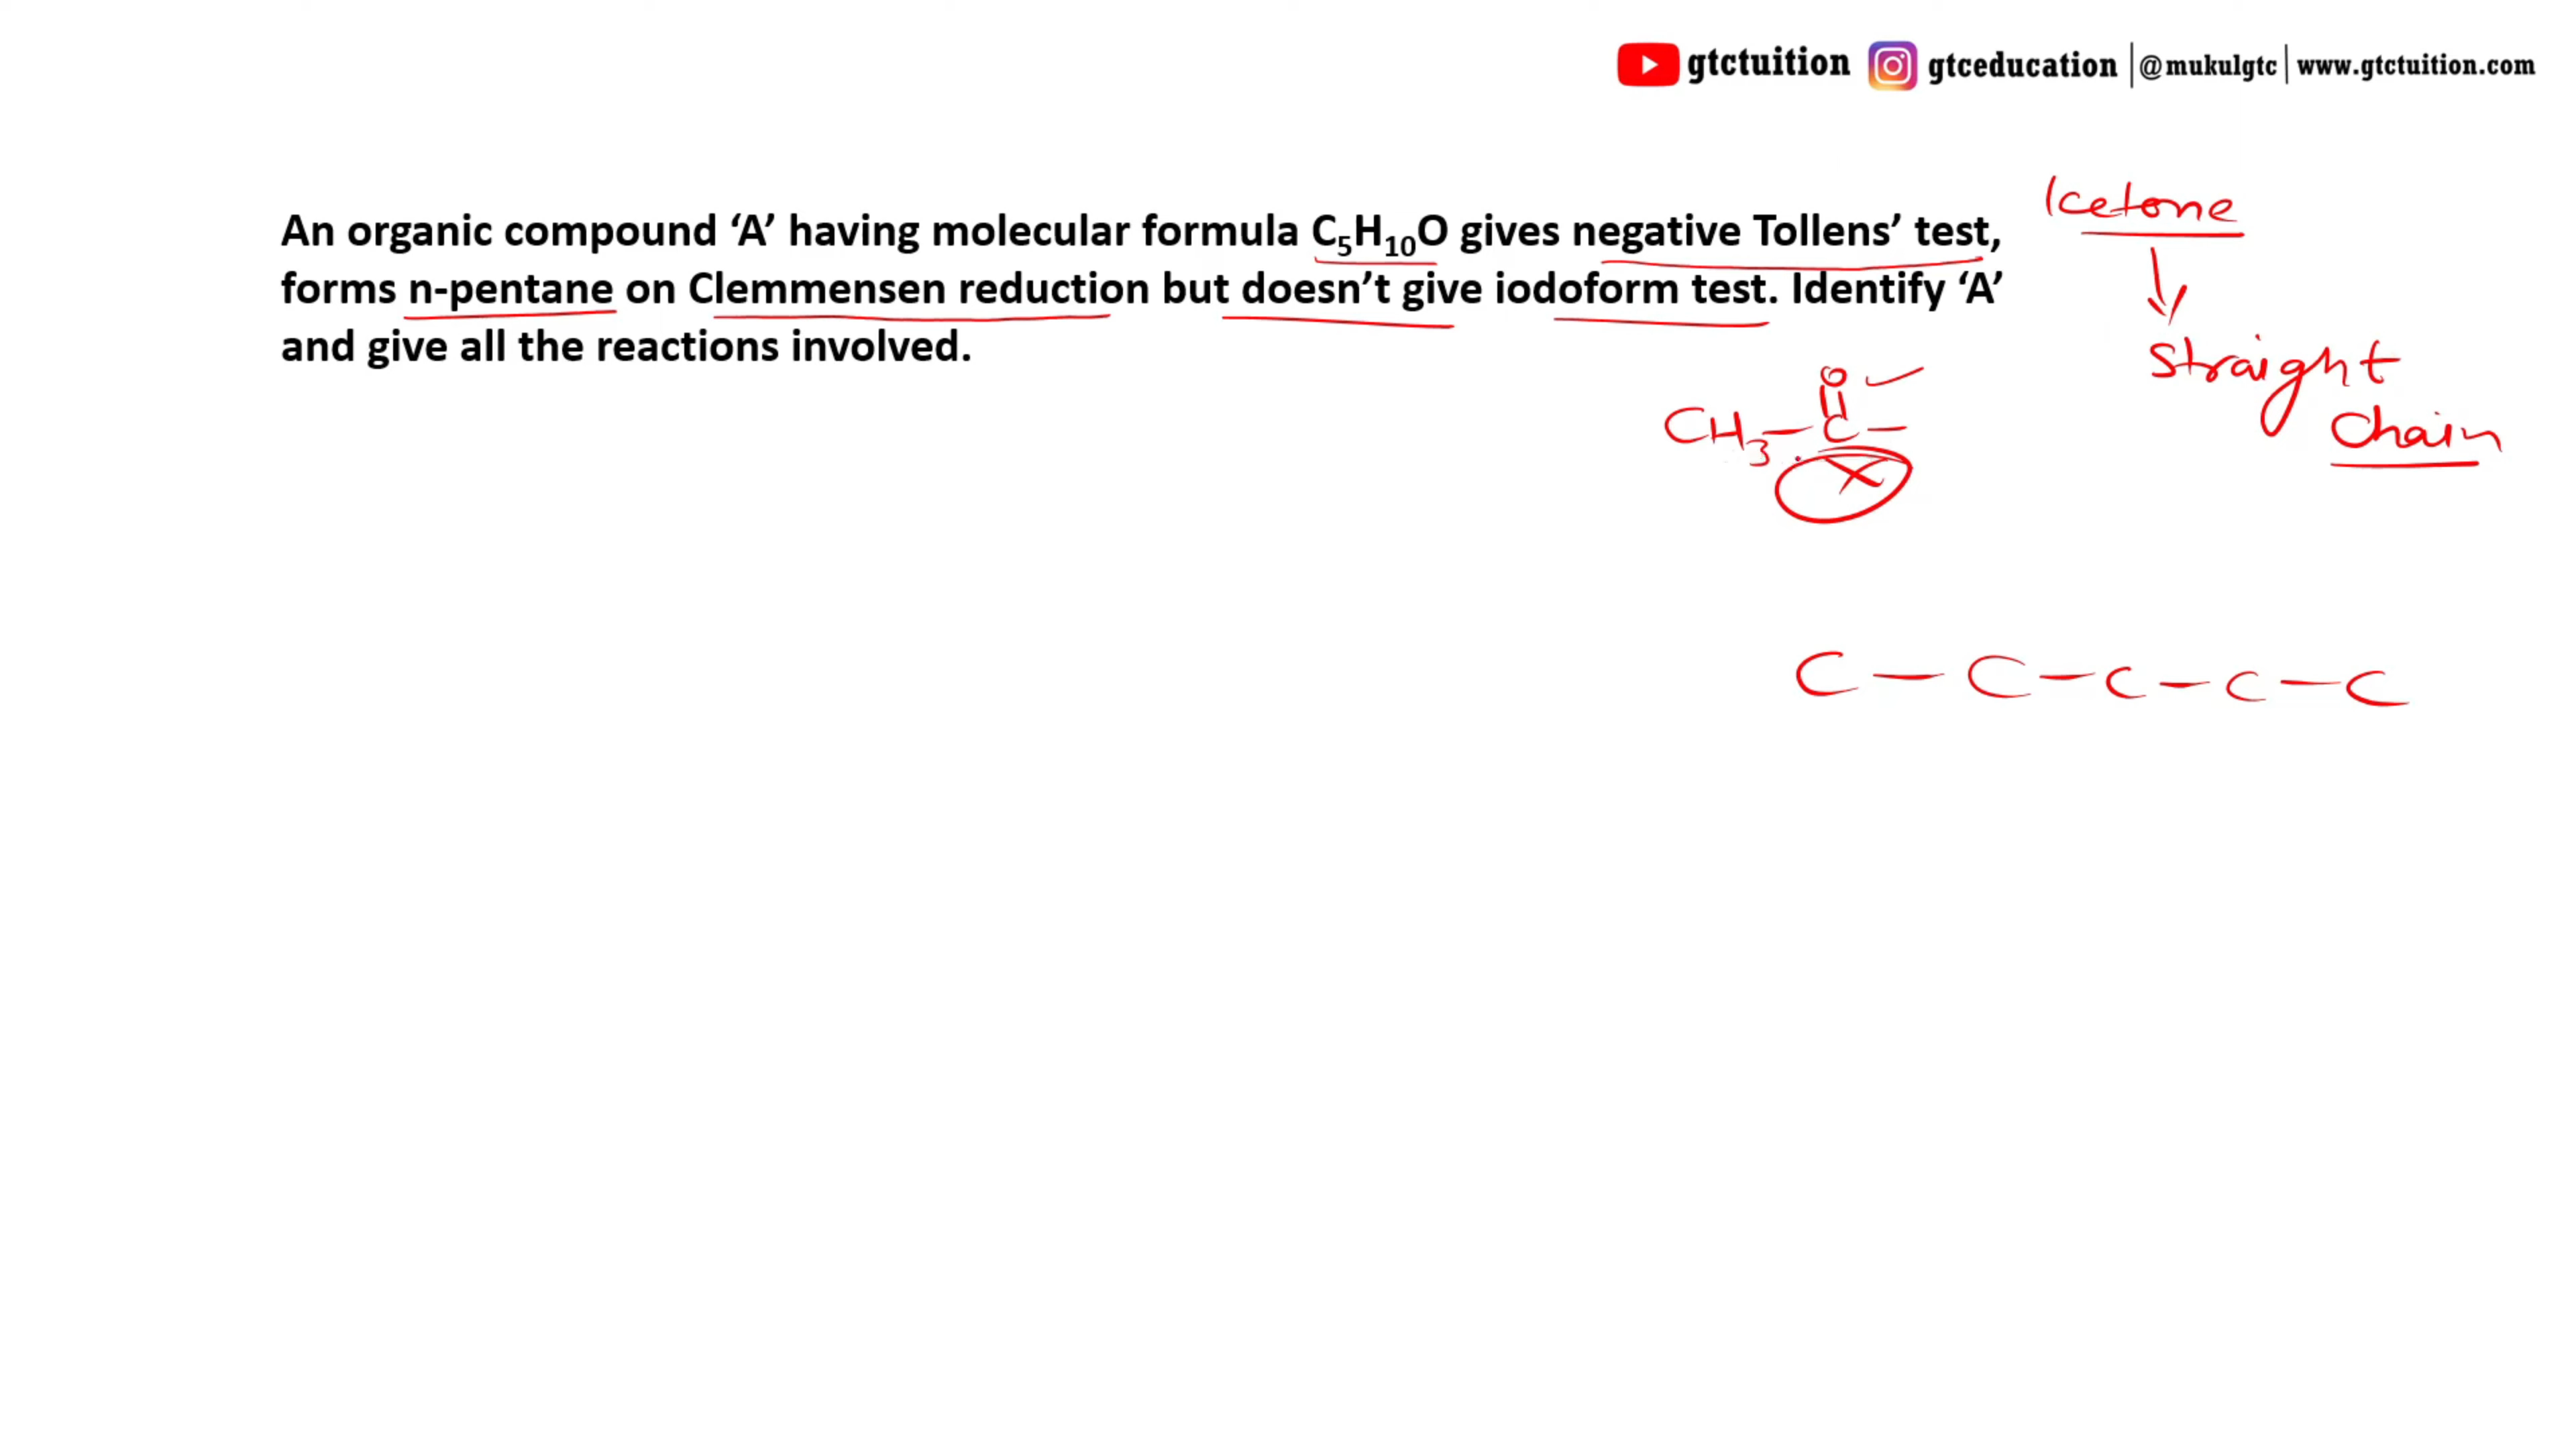 gtctuition gtceducation |@mukulgtc| www.gtctuition.com
An organic compound ‘A’ having molecular formula C₅H₁₀O gives negative Tollens’ test,
forms n-pentane on Clemmensen reduction but doesn’t give iodoform test. Identify ‘A’
and give all the reactions involved.
Ketone
Straight
Chain
O
CH₃-C-
C-C-C-C-C